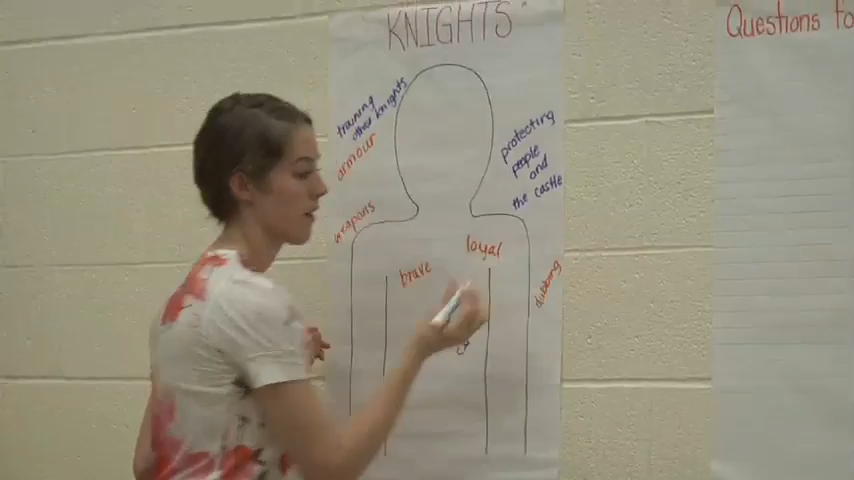 KNIGHTS
Questions fo
training
other knights
armour
weapons
protecting
people
and
the castle
brave
loyal
dubbing